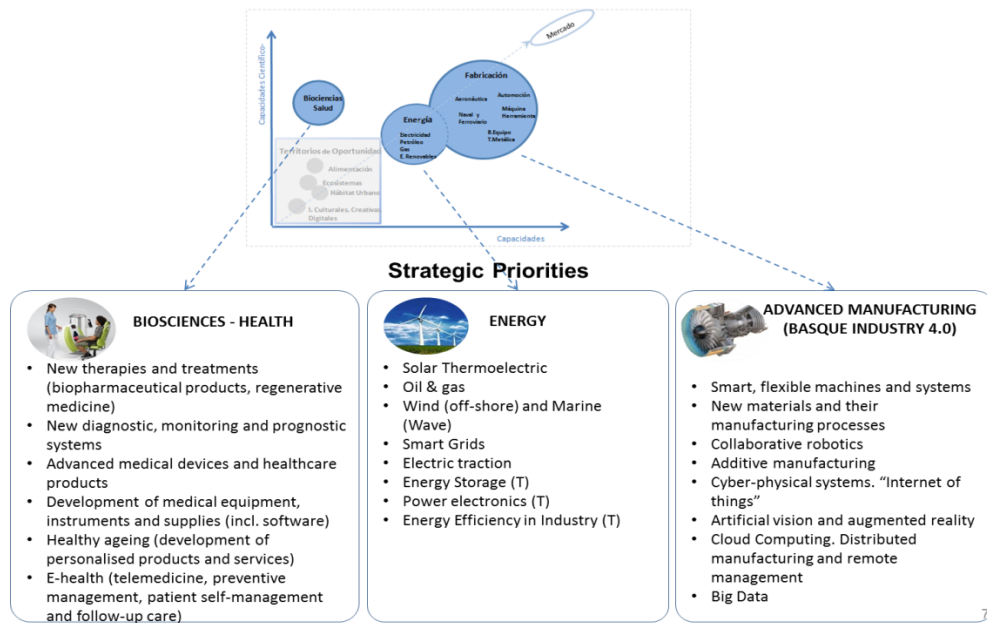 Mercado
Capacidades Científico-
Biociencias
Salud
Fabricación
Aeronáutica
Automoción
Naval y
Ferroviario
Máquina
Herramienta
B.Equipo
T.Metálica
Energía
Electricidad
Petróleo
Gas
E. Renovables
Territorios de Oportunidad
Alimentación
Ecosistemas
Hábitat Urbano
I. Culturales, Creativas
Digitales
Capacidades
Strategic Priorities
BIOSCIENCES - HEALTH
• New therapies and treatments
(biopharmaceutical products, regenerative
medicine)
• New diagnostic, monitoring and prognostic
systems
• Advanced medical devices and healthcare
products
• Development of medical equipment,
instruments and supplies (incl. software)
• Healthy ageing (development of
personalised products and services)
• E-health (telemedicine, preventive
management, patient self-management
and follow-up care)
ENERGY
• Solar Thermoelectric
• Oil & gas
• Wind (off-shore) and Marine
(Wave)
• Smart Grids
• Electric traction
• Energy Storage (T)
• Power electronics (T)
• Energy Efficiency in Industry (T)
ADVANCED MANUFACTURING
(BASQUE INDUSTRY 4.0)
• Smart, flexible machines and systems
• New materials and their
manufacturing processes
• Collaborative robotics
• Additive manufacturing
• Cyber-physical systems. “Internet of
things”
• Artificial vision and augmented reality
• Cloud Computing. Distributed
manufacturing and remote
management
• Big Data
7